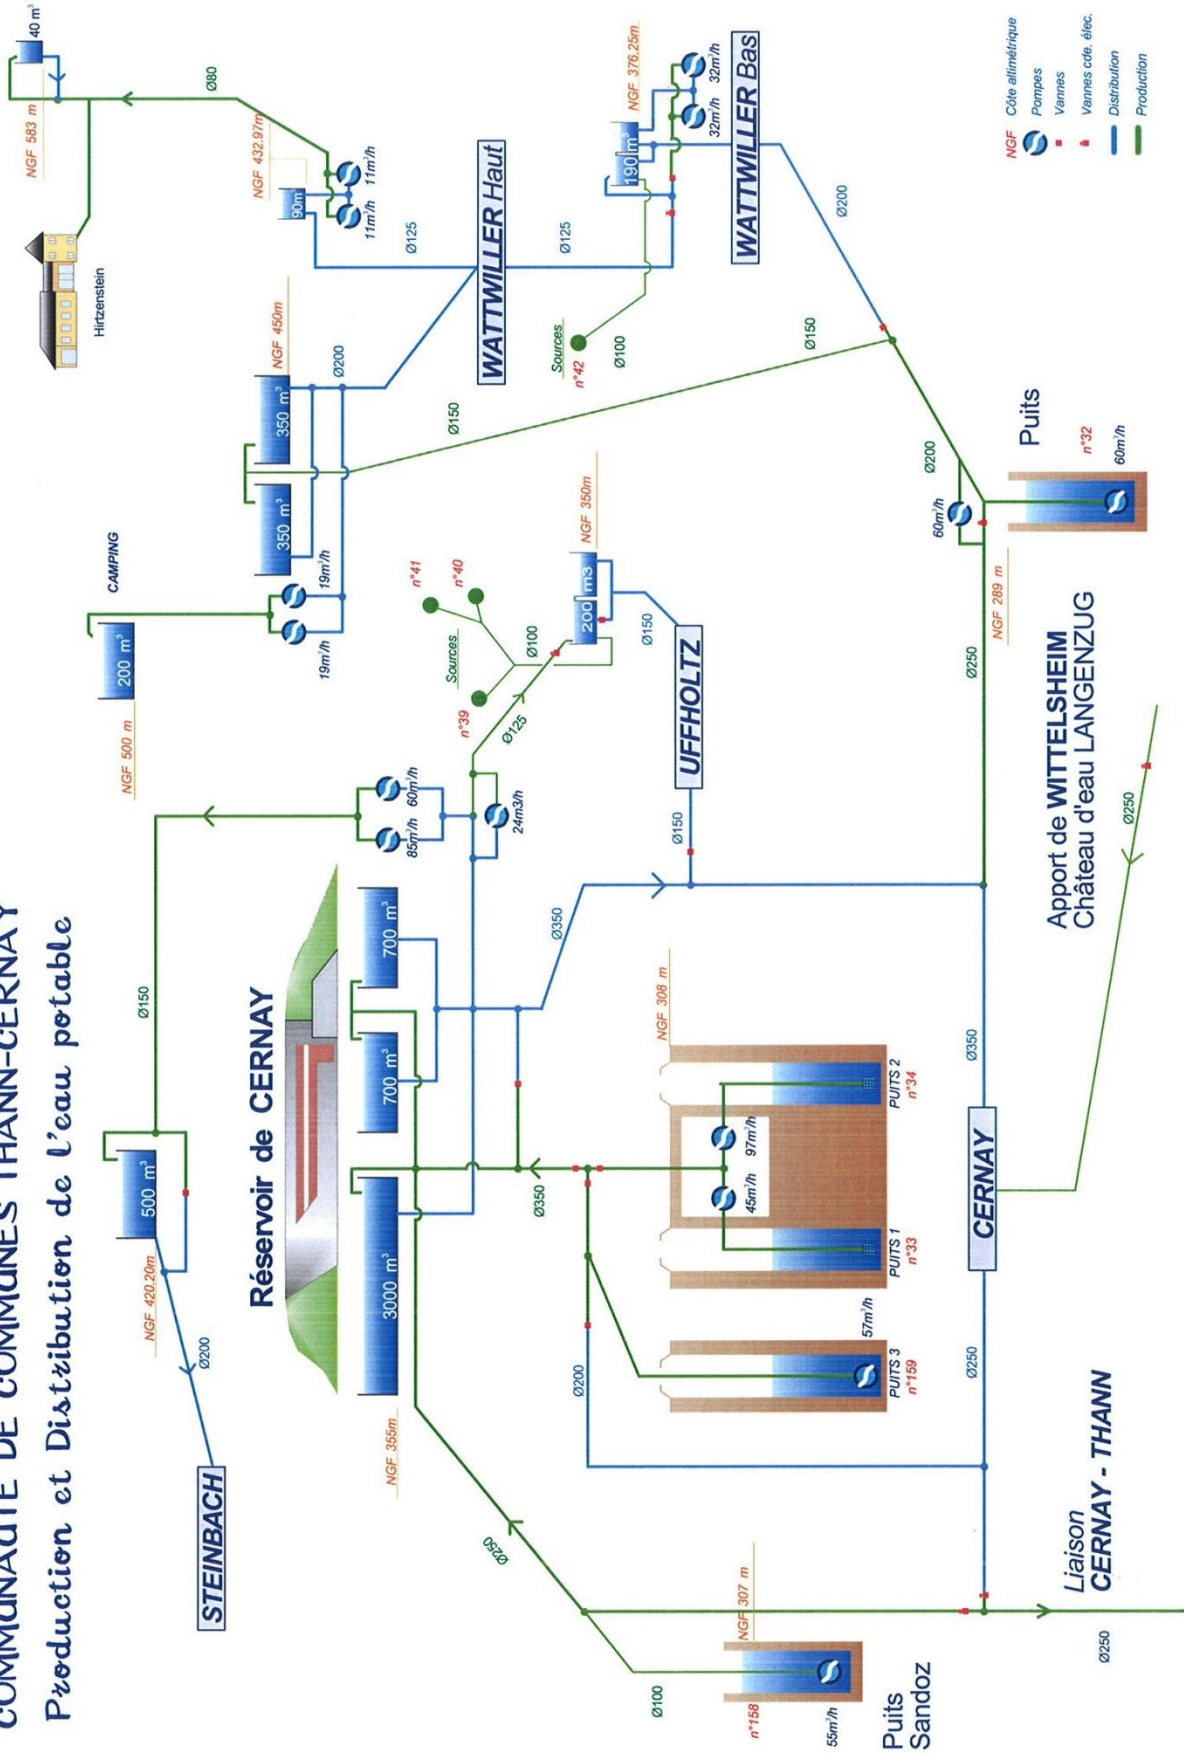 COMMUNAUTE DE COMMUNES THANN-CERNAY
Production et Distribution de l'eau potable
STEINBACH
Ø200
NGF 420.20m
500 m³
Ø150
NGF 500 m
200 m³
CAMPING
19m³/h
19m³/h
350 m³
350 m³
NGF 450m
Ø200
Hirtzenstein
NGF 583 m
40 m³
Ø80
NGF 432.97m
90m³
11m³/h
11m³/h
Ø125
WATTWILLER Haut
Ø125
Réservoir de CERNAY
NGF 355m
3000 m³
700 m³
700 m³
85m³/h
60m³/h
24m3/h
Ø125
Sources
n°39
n°40
n°41
Ø100
200 m3
NGF 350m
Ø150
UFFHOLTZ
Ø150
Ø150
Ø150
Sources
n°42
Ø100
190 m³
NGF 376.25m
32m³/h
32m³/h
WATTWILLER Bas
Ø200
Ø350
Ø350
Ø250
Ø200
PUITS 3
n°159
57m³/h
PUITS 1
n°33
45m³/h
97m³/h
PUITS 2
n°34
NGF 308 m
Ø100
n°158
NGF 307 m
55m³/h
Puits
Sandoz
Ø250
CERNAY
Ø350
Ø250
NGF 289 m
60m³/h
Ø200
Puits
n°32
60m³/h
Ø250
Liaison
CERNAY - THANN
Apport de WITTELSHEIM
Château d'eau LANGENZUG
Ø250
NGF Côte altimétrique
Pompes
Vannes
Vannes cde. élec.
Distribution
Production